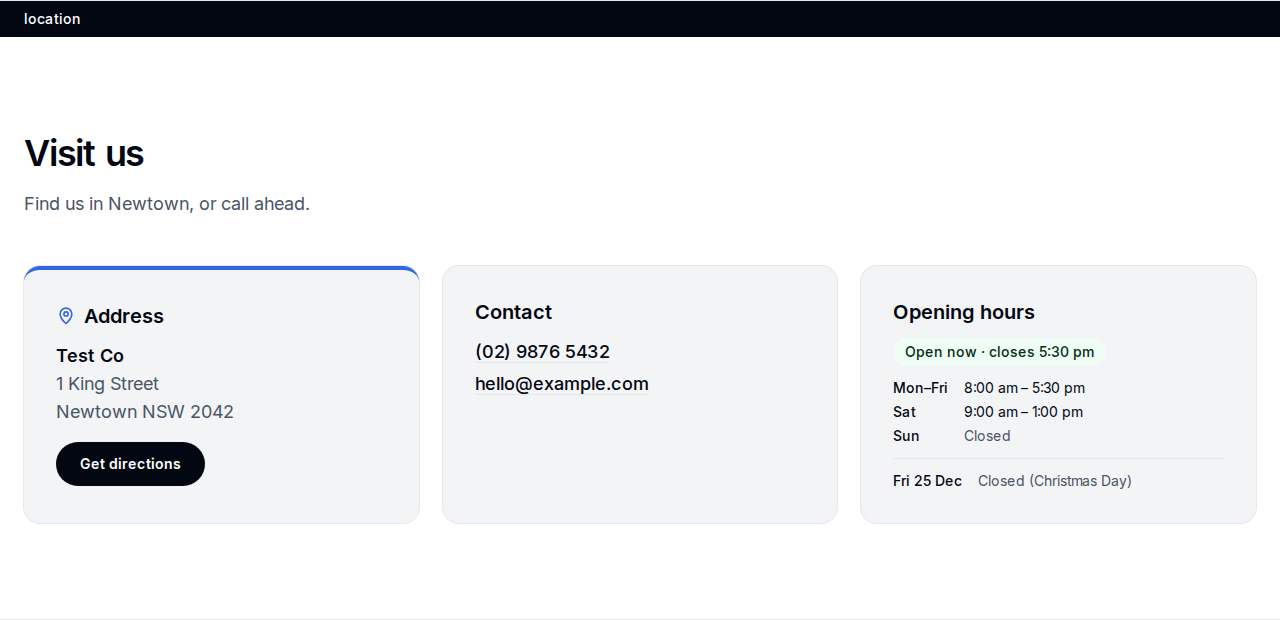 location
Visit us
Find us in Newtown, or call ahead.
Address
Test Co
1 King Street
Newtown NSW 2042
Get directions
Contact
(02) 9876 5432
hello@example.com
Opening hours
Open now · closes 5:30 pm
Mon–Fri 8:00 am – 5:30 pm
Sat 9:00 am – 1:00 pm
Sun Closed
Fri 25 Dec Closed (Christmas Day)